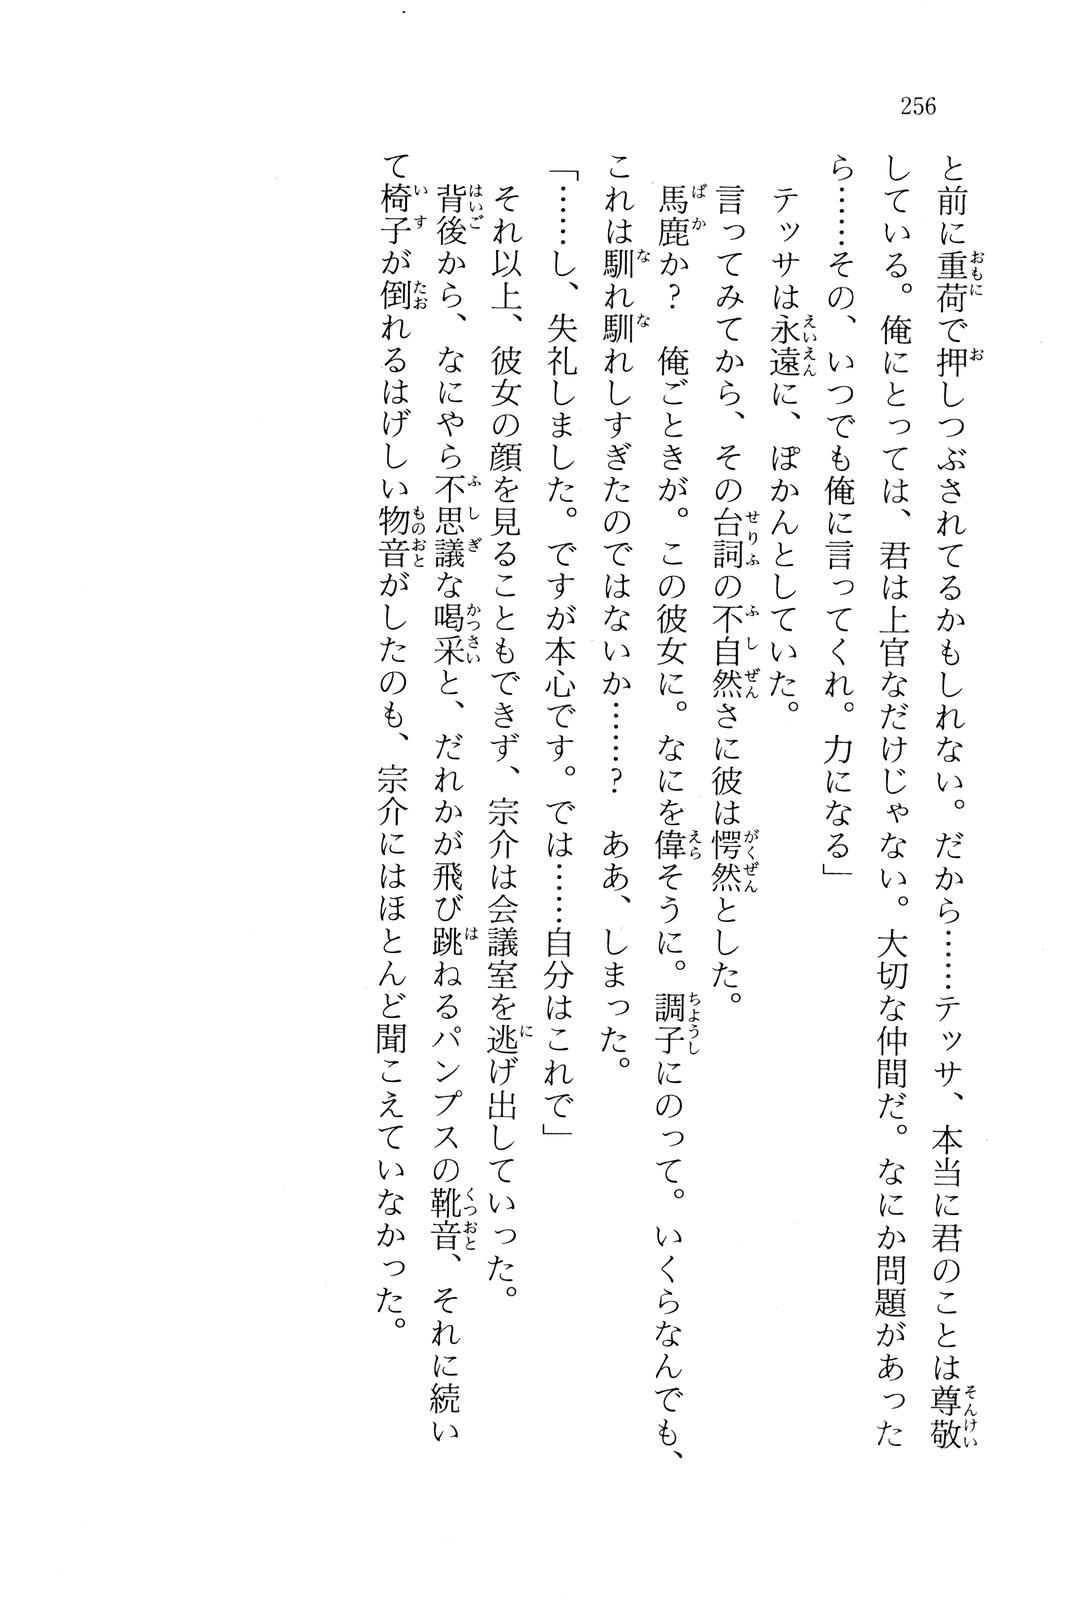 256
と前に重荷で押しつぶされてるかもしれない。だから……テッサ、本当に君のことは尊敬
している。俺にとっては、君は上官なだけじゃない。大切な仲間だ。なにか問題があった
ら……その、いつでも俺に言ってくれ。力になる」
テッサは永遠に、ぽかんとしていた。
言ってみてから、その台詞の不自然さに彼は愕然とした。
馬鹿か？　俺ごときが。この彼女に。なにを偉そうに。調子にのって。いくらなんでも、
これは馴れ馴れしすぎたのではないか……？　ああ、しまった。
「……し、失礼しました。ですが本心です。では……自分はこれで」
それ以上、彼女の顔を見ることもできず、宗介は会議室を逃げ出していった。
背後から、なにやら不思議な喝采と、だれかが飛び跳ねるパンプスの靴音、それに続い
て椅子が倒れるはげしい物音がしたのも、宗介にはほとんど聞こえていなかった。